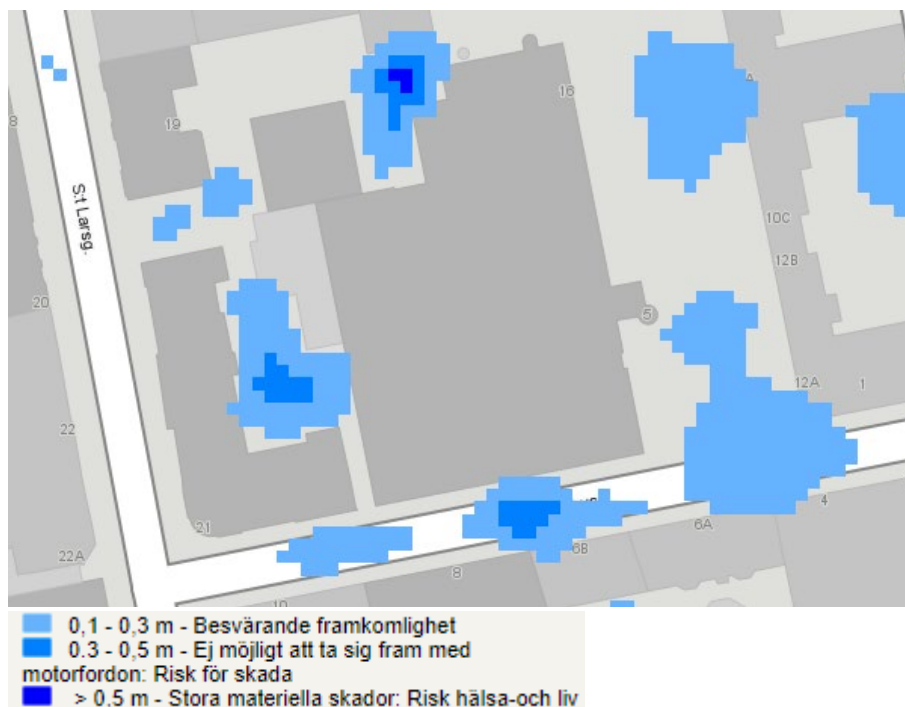 A
16
19
8
S:t Larsg.
10C
12B
20
5
12A
1
22
4
21
6A
6B
22A
8
10
0,1 - 0,3 m - Besvärande framkomlighet
0.3 - 0,5 m - Ej möjligt att ta sig fram med
motorfordon: Risk för skada
> 0.5 m - Stora materiella skador: Risk hälsa-och liv